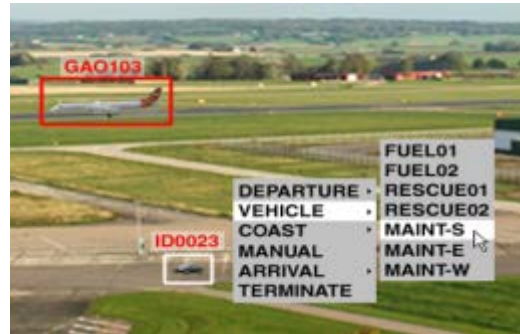 GAO103
ID0023
DEPARTURE
VEHICLE
COAST
MANUAL
ARRIVAL
TERMINATE
FUEL01
FUEL02
RESCUE01
RESCUE02
MAINT-S
MAINT-E
MAINT-W